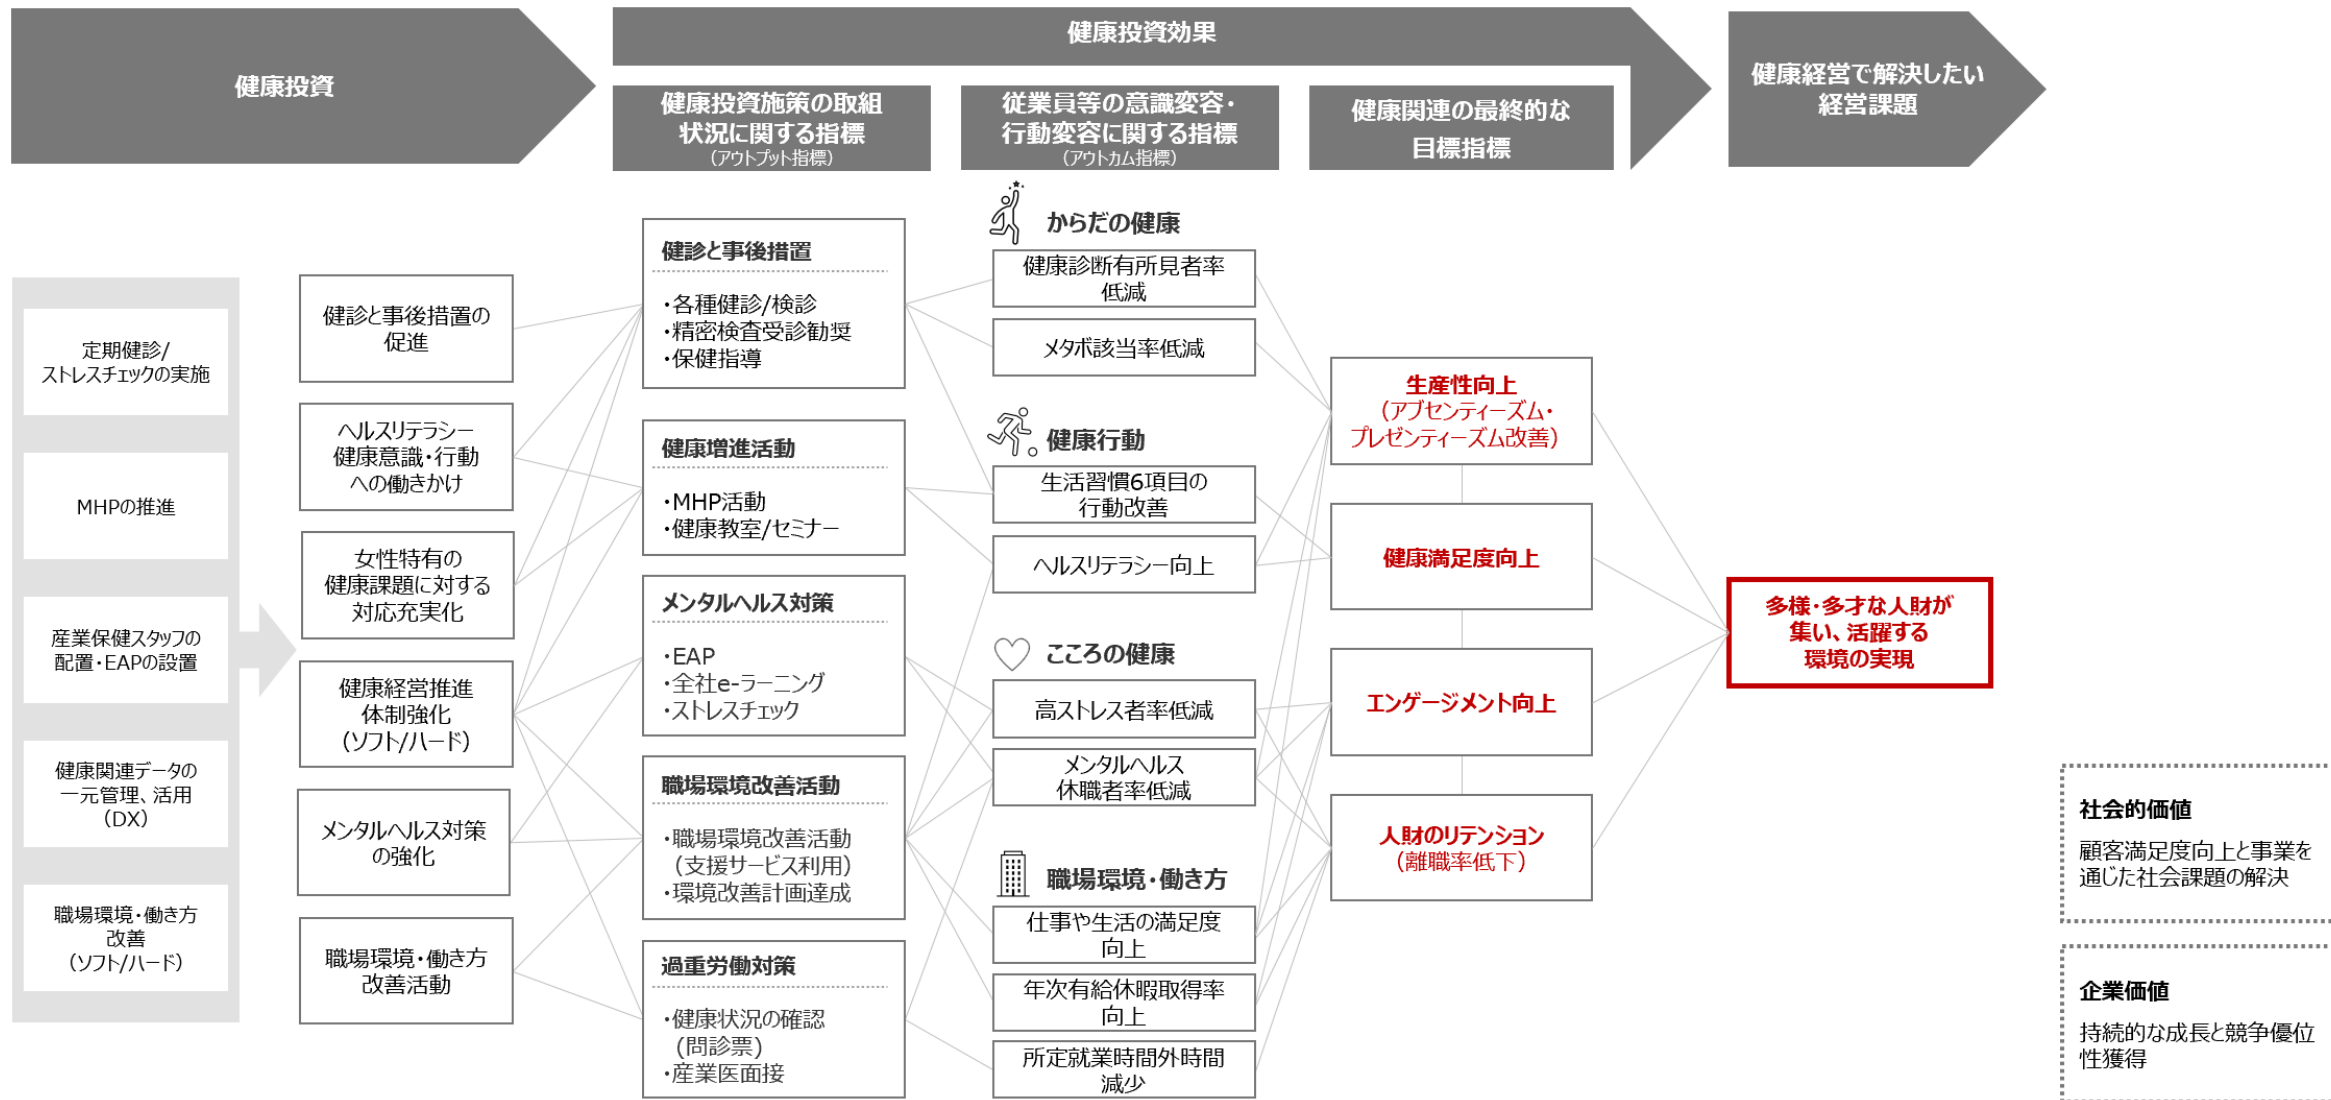 健康投資
健康投資効果
健康経営で解決したい
経営課題
健康投資施策の取組
状況に関する指標
（アウトプット指標）
従業員等の意識変容・
行動変容に関する指標
（アウトカム指標）
健康関連の最終的な
目標指標
定期健診/
ストレスチェックの実施
MHPの推進
産業保健スタッフの
配置・EAPの設置
健康関連データの
一元管理、活用
（DX）
職場環境・働き方
改善
（ソフト/ハード）
健診と事後措置の
促進
ヘルスリテラシー
健康意識・行動
への働きかけ
女性特有の
健康課題に対する
対応充実化
健康経営推進
体制強化
（ソフト/ハード）
メンタルヘルス対策
の強化
職場環境・働き方
改善活動
健診と事後措置
・各種健診/検診
・精密検査受診勧奨
・保健指導
健康増進活動
・MHP活動
・健康教室/セミナー
メンタルヘルス対策
・EAP
・全社e-ラーニング
・ストレスチェック
職場環境改善活動
・職場環境改善活動
（支援サービス利用）
・環境改善計画達成
過重労働対策
・健康状況の確認
(問診票)
・産業医面接
からだの健康
健康診断有所見者率
低減
メタボ該当率低減
健康行動
生活習慣6項目の
行動改善
ヘルスリテラシー向上
こころの健康
高ストレス者率低減
メンタルヘルス
休職者率低減
職場環境・働き方
仕事や生活の満足度
向上
年次有給休暇取得率
向上
所定就業時間外時間
減少
生産性向上
（アブセンティーズム・
プレゼンティーズム改善）
健康満足度向上
エンゲージメント向上
人財のリテンション
（離職率低下）
多様・多才な人財が
集い、活躍する
環境の実現
社会的価値
顧客満足度向上と事業を
通じた社会課題の解決
企業価値
持続的な成長と競争優位
性獲得